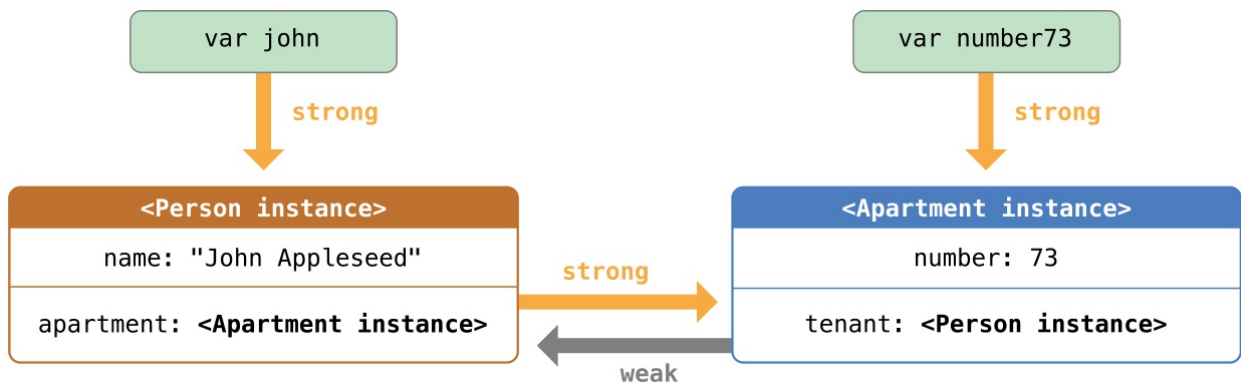 var john
var number73
strong
strong
<Person instance>
<Apartment instance>
name: "John Appleseed"
number: 73
strong
apartment: <Apartment instance>
tenant: <Person instance>
weak